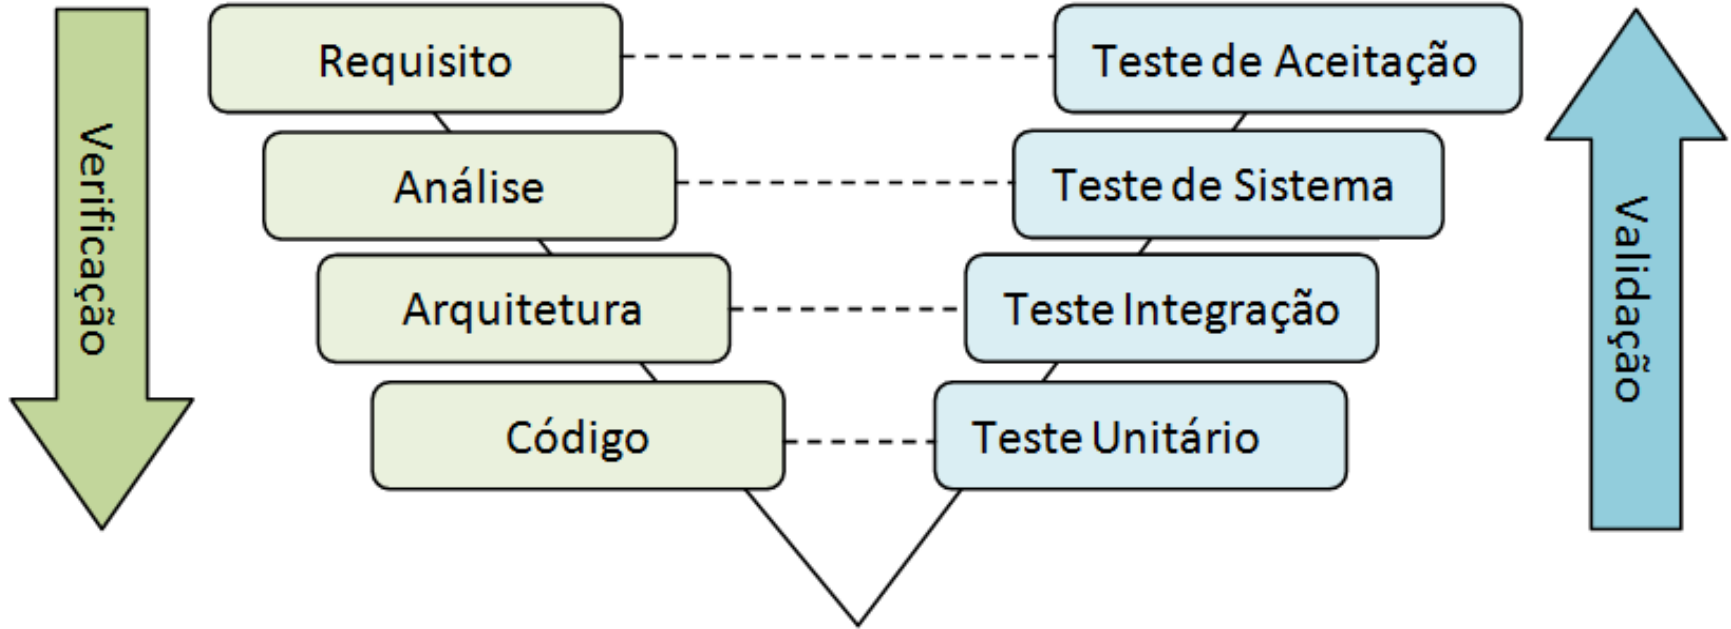 Verificação
Requisito
Teste de Aceitação
Análise
Teste de Sistema
Arquitetura
Teste Integração
Código
Teste Unitário
Validação